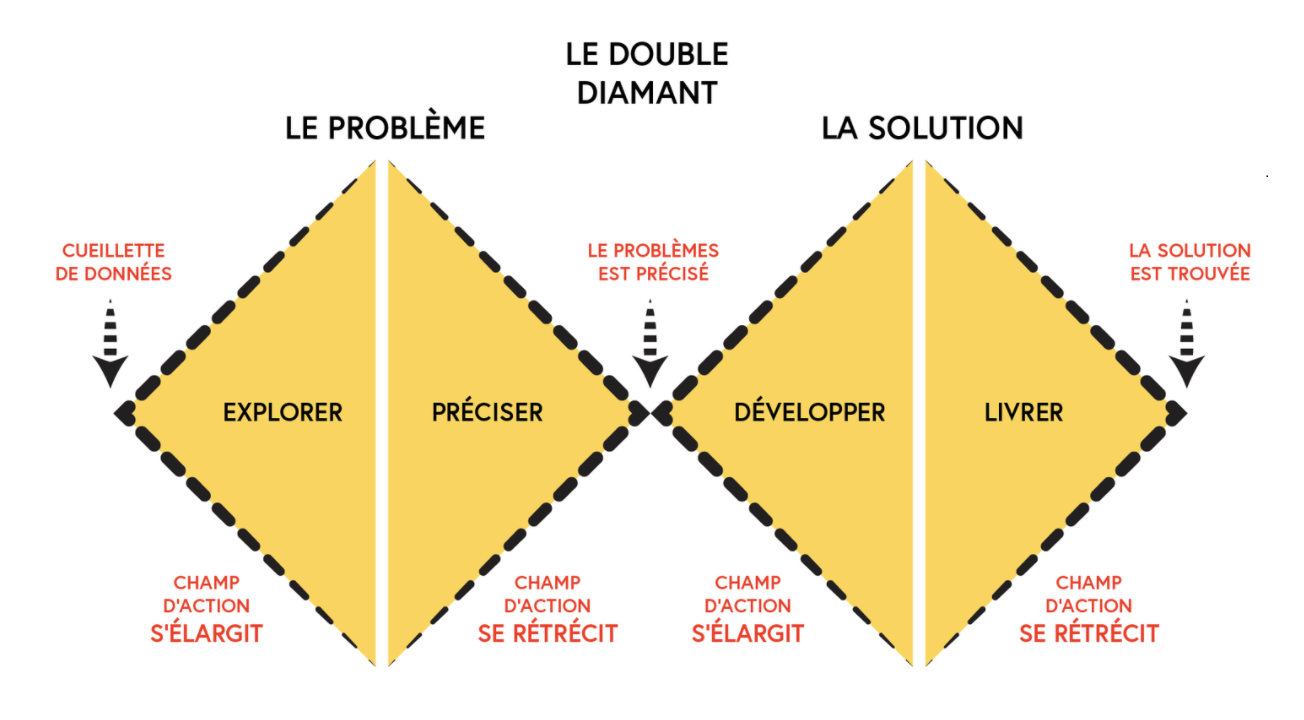 LE DOUBLE
DIAMANT
LE PROBLÈME
LA SOLUTION
CUEILLETTE
DE DONNÉES
LE PROBLÈMES
EST PRÉCISÉ
LA SOLUTION
EST TROUVÉE
EXPLORER
PRÉCISER
DÉVELOPPER
LIVRER
CHAMP
D'ACTION
S'ÉLARGIT
CHAMP
D'ACTION
SE RÉTRÉCIT
CHAMP
D'ACTION
S'ÉLARGIT
CHAMP
D'ACTION
SE RÉTRÉCIT